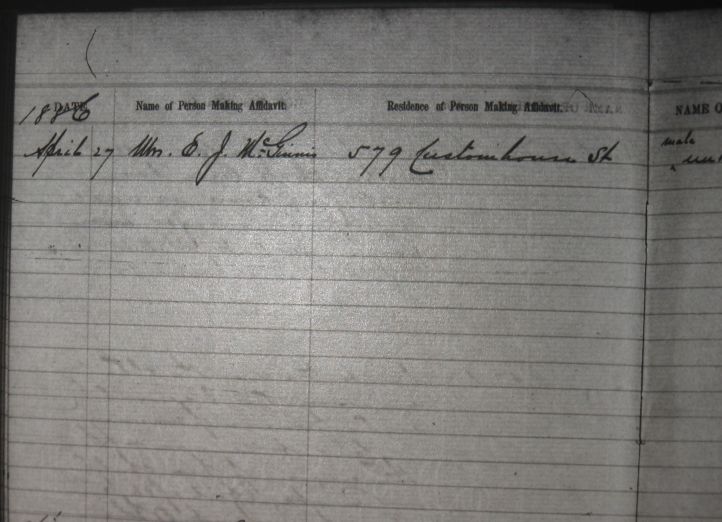 DATE Name of Person Making Affidavit. Residence of Person Making Affidavit. NAME O
1886
male
April 27 Mrs. E. J. McGinnis 579 Customhouse St